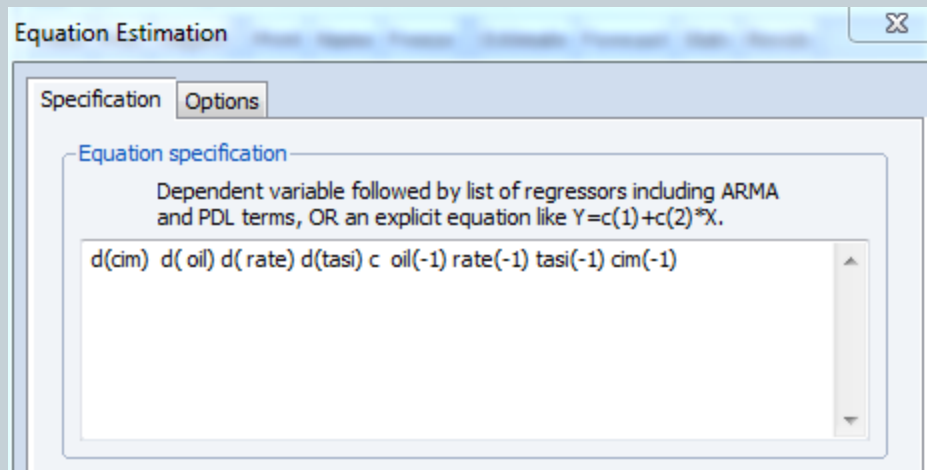 Equation Estimation
Specification Options
Equation specification
Dependent variable followed by list of regressors including ARMA
and PDL terms, OR an explicit equation like Y=c(1)+c(2)*X.
d(cim) d( oil) d( rate) d(tasi) c oil(-1) rate(-1) tasi(-1) cim(-1)